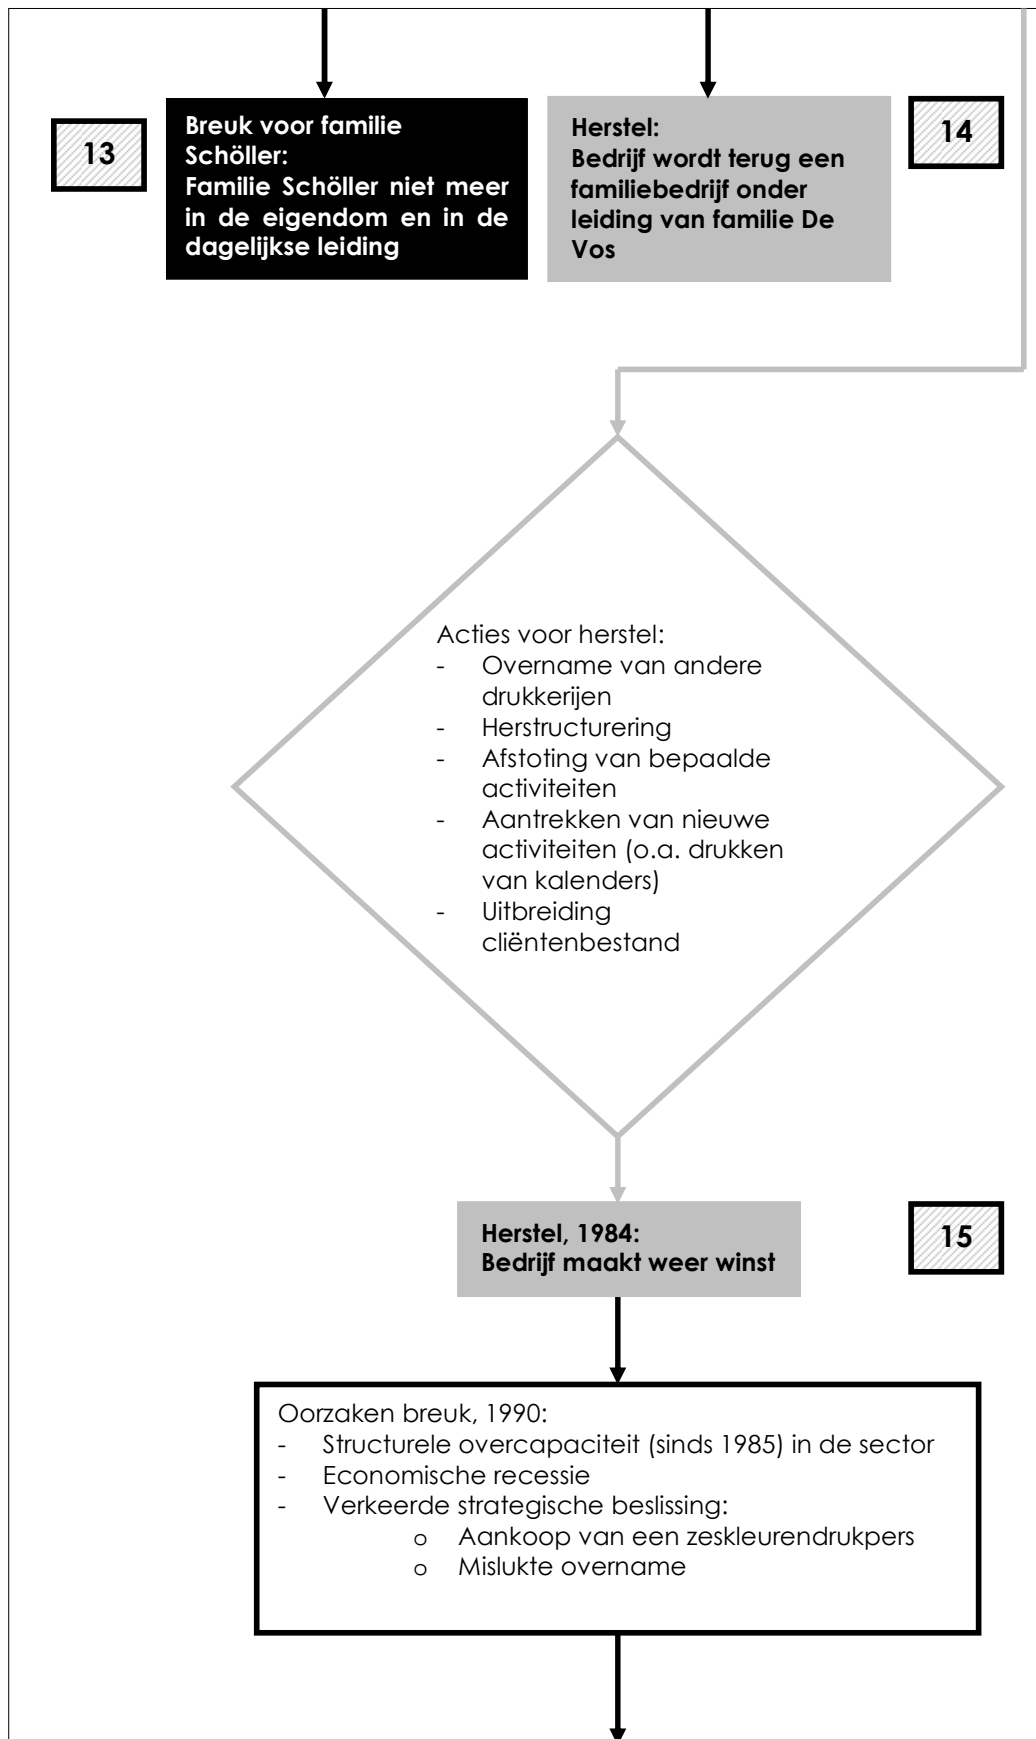 13
Breuk voor familie
Schöller:
Familie Schöller niet meer
in de eigendom en in de
dagelijkse leiding
Herstel:
Bedrijf wordt terug een
familiebedrijf onder
leiding van familie De
Vos
14
Acties voor herstel:
- Overname van andere
drukkerijen
- Herstructurering
- Afstoting van bepaalde
activiteiten
- Aantrekken van nieuwe
activiteiten (o.a. drukken
van kalenders)
- Uitbreiding
cliëntenbestand
Herstel, 1984:
Bedrijf maakt weer winst
15
Oorzaken breuk, 1990:
- Structurele overcapaciteit (sinds 1985) in de sector
- Economische recessie
- Verkeerde strategische beslissing:
o Aankoop van een zeskleurendrukpers
o Mislukte overname